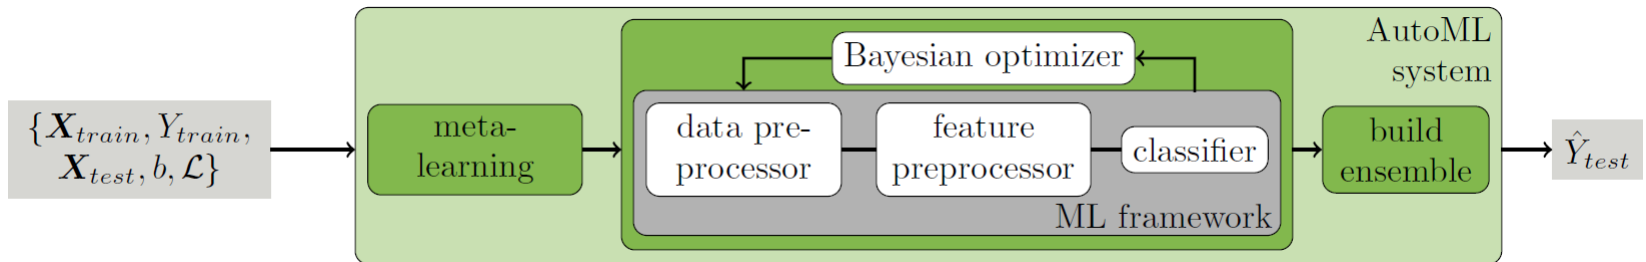 {X_train, Y_train,
X_test, b, 𝓛}
meta-
learning
Bayesian optimizer
data pre-
processor
feature
preprocessor
classifier
ML framework
AutoML
system
build
ensemble
Ŷ_test